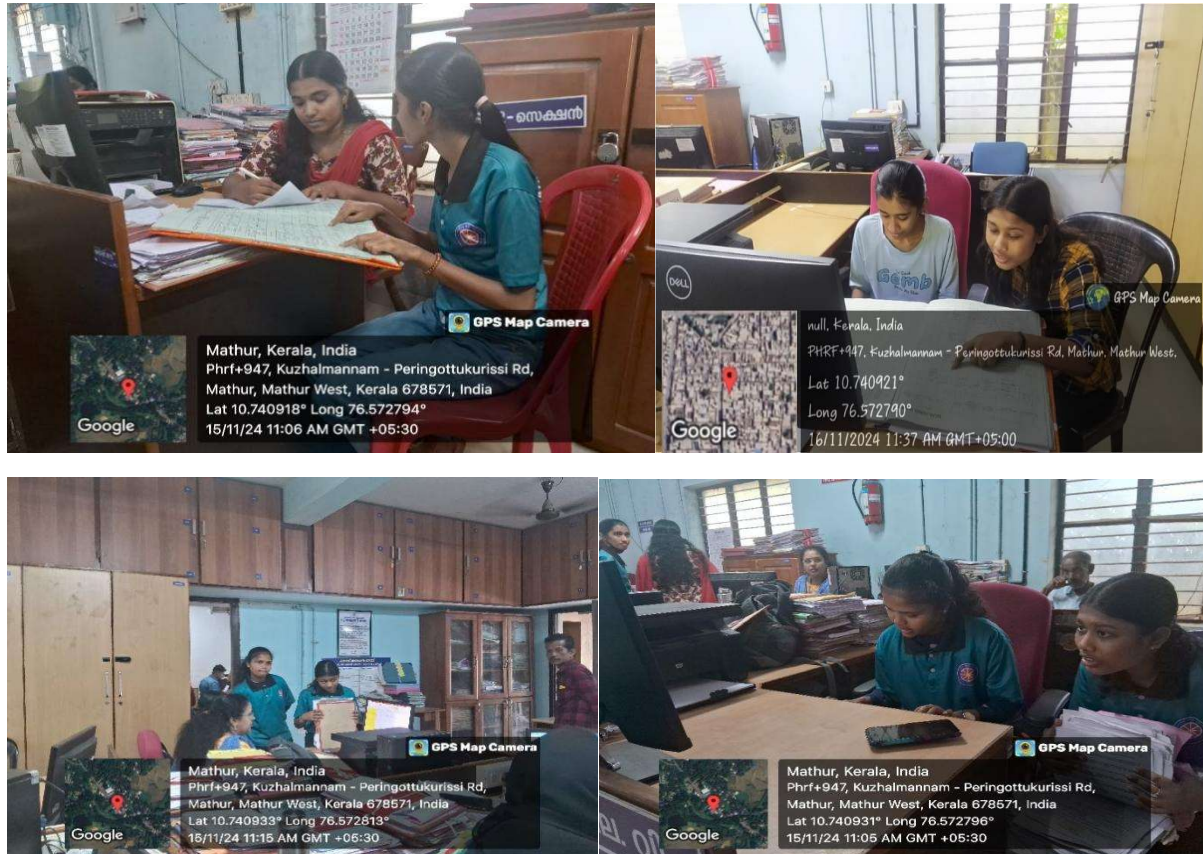 -സെക്ഷൻ
GPS Map Camera
Mathur, Kerala, India
Phrf+947, Kuzhalmannam - Peringottukurissi Rd,
Mathur, Mathur West, Kerala 678571, India
Lat 10.740918° Long 76.572794°
15/11/24 11:06 AM GMT +05:30
Google
DELL
GPS Map Camera
null, Kerala, India
PHRF+947, Kuzhalmannam - Peringottukurissi Rd, Mathur, Mathur West,
Lat 10.740921°
Long 76.572790°
16/11/2024 11:37 AM GMT+05:00
Google
GPS Map Camera
Mathur, Kerala, India
Phrf+947, Kuzhalmannam - Peringottukurissi Rd,
Mathur, Mathur West, Kerala 678571, India
Lat 10.740933° Long 76.572813°
15/11/24 11:15 AM GMT +05:30
Google
GPS Map Camera
Mathur, Kerala, India
Phrf+947, Kuzhalmannam - Peringottukurissi Rd,
Mathur, Mathur West, Kerala 678571, India
Lat 10.740931° Long 76.572796°
15/11/24 11:05 AM GMT +05:30
Google